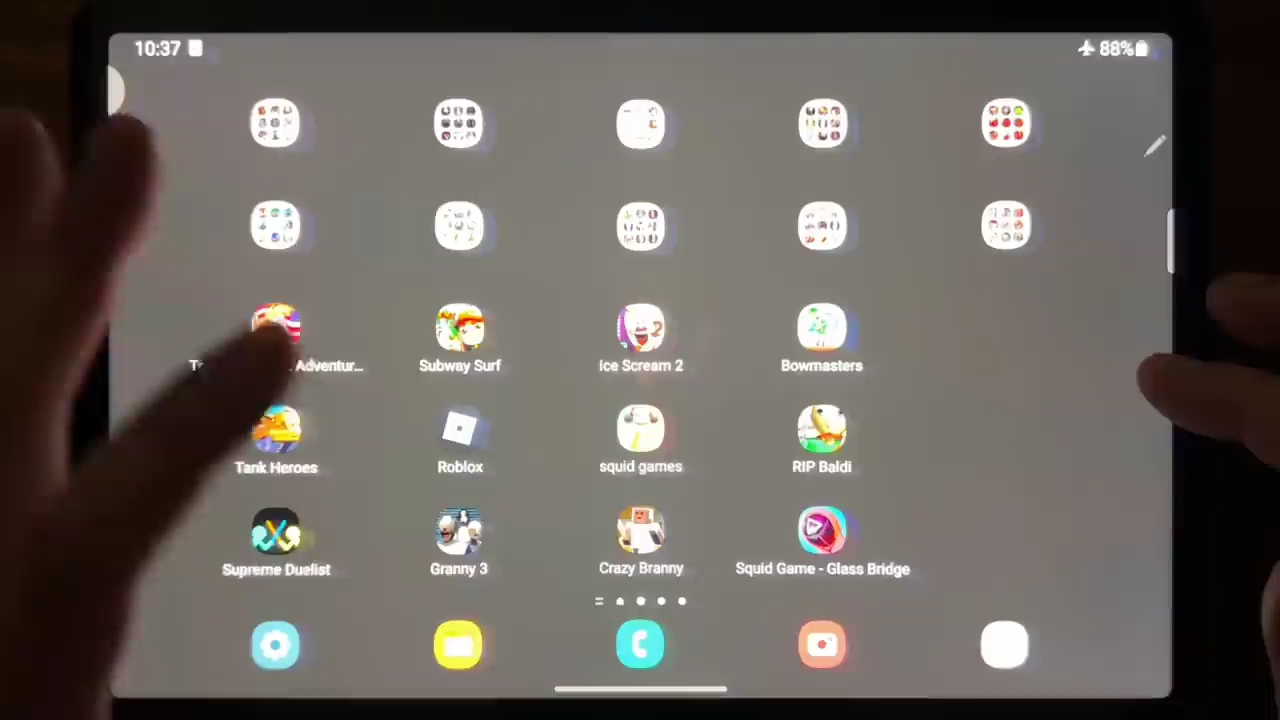 10:37 88%
Adventur...
Subway Surf
Ice Scream 2
Bowmasters
Tank Heroes
Roblox
squid games
RIP Baldi
Supreme Duelist
Granny 3
Crazy Branny
Squid Game - Glass Bridge